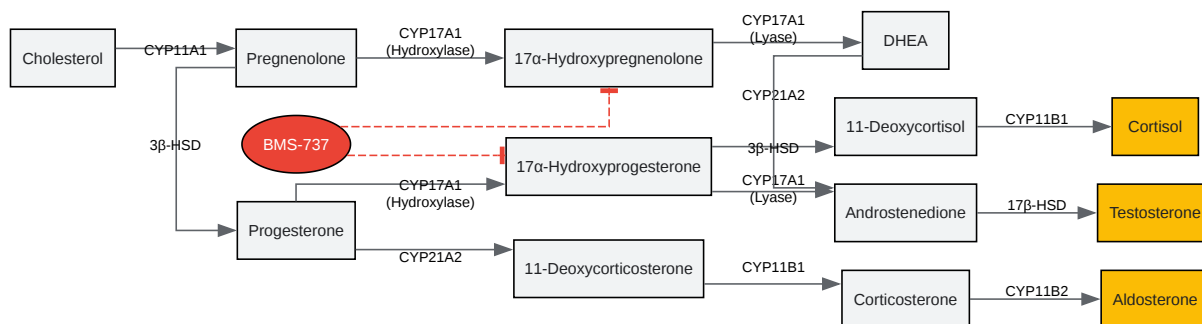 Cholesterol
CYP11A1
Pregnenolone
CYP17A1
(Hydroxylase)
17α-Hydroxypregnenolone
CYP17A1
(Lyase)
DHEA
3β-HSD
BMS-737
CYP21A2
11-Deoxycortisol
CYP11B1
Cortisol
17α-Hydroxyprogesterone
3β-HSD
CYP17A1
(Lyase)
CYP17A1
(Hydroxylase)
Androstenedione
17β-HSD
Testosterone
Progesterone
CYP21A2
11-Deoxycorticosterone
CYP11B1
Corticosterone
CYP11B2
Aldosterone